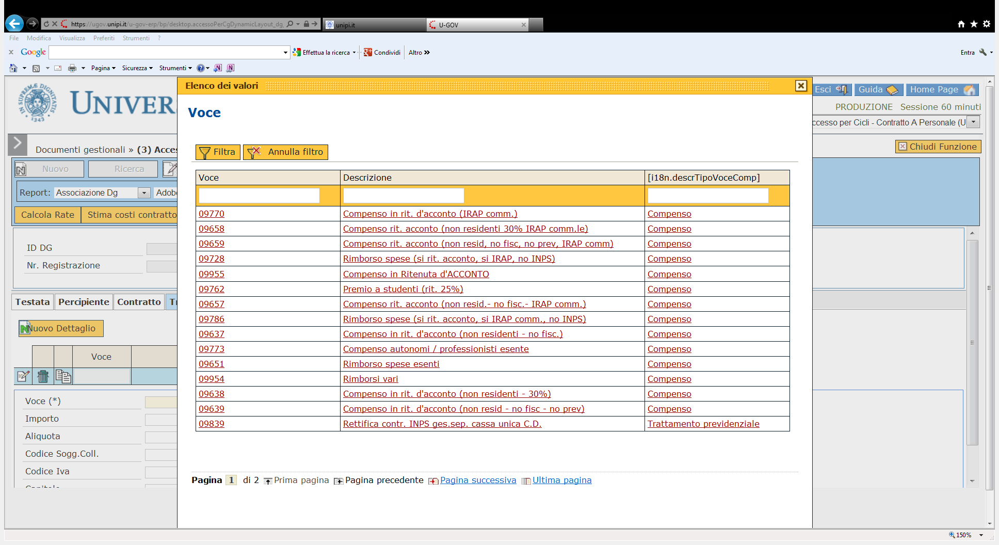 https://ugov.unipi.it/u-gov-erp/bp/desktop.accessoPerCgDynamicLayout_dg
unipi.it
U-GOV
File Modifica Visualizza Preferiti Strumenti ?
x Google Effettua la ricerca Condividi Altro » Entra
Pagina Sicurezza Strumenti
Elenco dei valori
IN SUPREMÆ DIGNITATIS 1343
UNIVER
Esci Guida Home Page
PRODUZIONE Sessione 60 minuti
Voce
ccesso per Cicli - Contratto A Personale (U
Documenti gestionali » (3) Acce
Chiudi Funzione
Filtra Annulla filtro
Nuovo Ricerca
Voce Descrizione [i18n.descrTipoVoceComp]
Report: Associazione Dg Adob
Calcola Rate Stima costi contratto
09770 Compenso in rit. d'acconto (IRAP comm.) Compenso
09658 Compenso rit. acconto (non residenti 30% IRAP comm.le) Compenso
09659 Compenso rit. acconto (non resid, no fisc, no prev, IRAP comm) Compenso
09728 Rimborso spese (si rit. acconto, si IRAP, no INPS) Compenso
09955 Compenso in Ritenuta d'ACCONTO Compenso
09762 Premio a studenti (rit. 25%) Compenso
09657 Compenso rit. acconto (non resid.- no fisc.- IRAP comm.) Compenso
09786 Rimborso spese (si rit. acconto, si IRAP comm., no INPS) Compenso
09637 Compenso in rit. d'acconto (non residenti - no fisc.) Compenso
09773 Compenso autonomi / professionisti esente Compenso
09651 Rimborso spese esenti Compenso
09954 Rimborsi vari Compenso
09638 Compenso in rit. d'acconto (non residenti - 30%) Compenso
09639 Compenso in rit. d'acconto (non resid - no fisc - no prev) Compenso
09839 Rettifica contr. INPS ges.sep. cassa unica C.D. Trattamento previdenziale
ID DG
Nr. Registrazione
Testata Percipiente Contratto Tr
Nuovo Dettaglio
Voce
Voce (*)
Importo
Aliquota
Codice Sogg.Coll.
Codice Iva
Pagina 1 di 2 Prima pagina Pagina precedente Pagina successiva Ultima pagina
150%